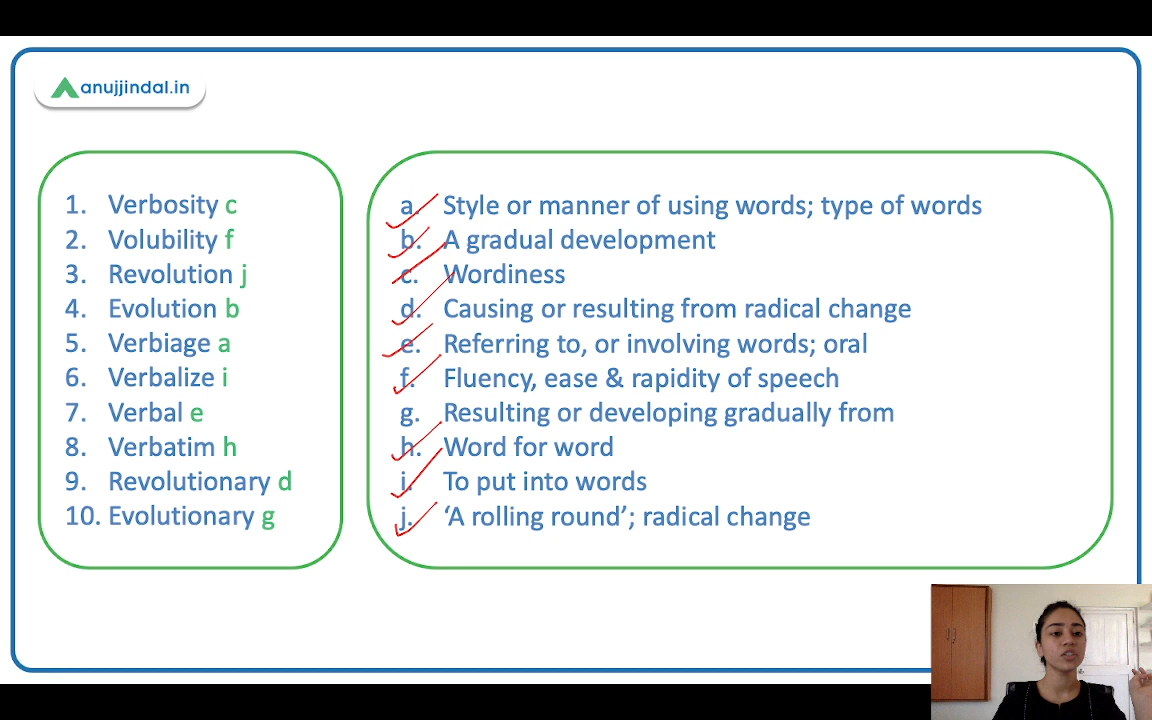 anujjindal.in
1. Verbosity c
2. Volubility f
3. Revolution j
4. Evolution b
5. Verbiage a
6. Verbalize i
7. Verbal e
8. Verbatim h
9. Revolutionary d
10. Evolutionary g
a. Style or manner of using words; type of words
b. A gradual development
c. Wordiness
d. Causing or resulting from radical change
e. Referring to, or involving words; oral
f. Fluency, ease & rapidity of speech
g. Resulting or developing gradually from
h. Word for word
i. To put into words
j. ‘A rolling round’; radical change